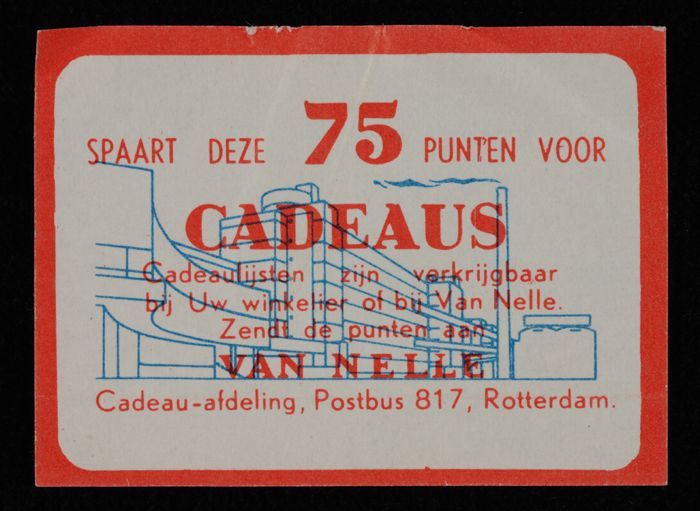 SPAART DEZE 75 PUNTEN VOOR
CADEAUS
Cadeaulijsten zijn verkrijgbaar
bij Uw winkelier of bij Van Nelle.
Zendt de punten aan
VAN NELLE
Cadeau-afdeling, Postbus 817, Rotterdam.